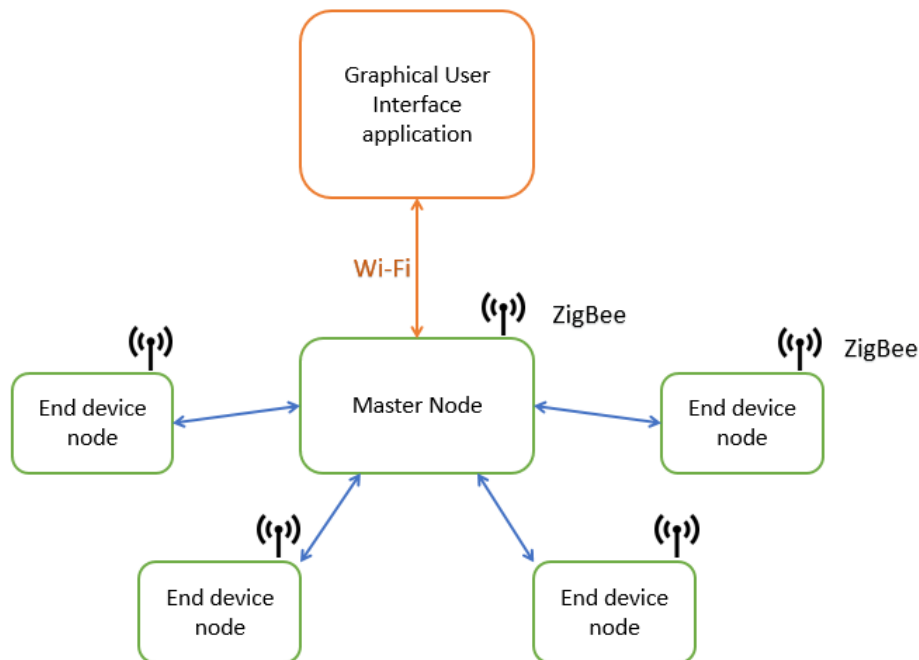 Graphical User
Interface
application
Wi-Fi
ZigBee
ZigBee
End device
node
Master Node
End device
node
End device
node
End device
node